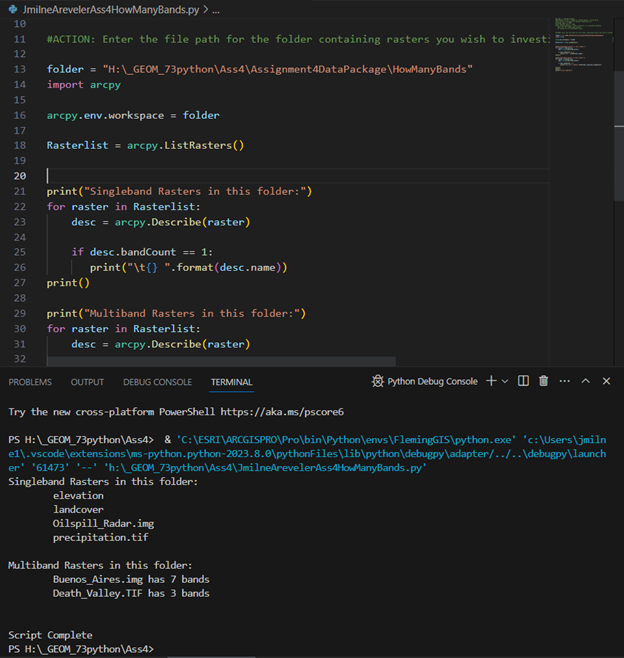 JmilneArevelerAss4HowManyBands.py > ...
10
11 #ACTION: Enter the file path for the folder containing rasters you wish to invest
12
13 folder = "H:\_GEOM_73python\Ass4\Assignment4DataPackage\HowManyBands"
14 import arcpy
15
16 arcpy.env.workspace = folder
17
18 Rasterlist = arcpy.ListRasters()
19
20
21 print("Singleband Rasters in this folder:")
22 for raster in Rasterlist:
23     desc = arcpy.Describe(raster)
24
25     if desc.bandCount == 1:
26        print("\t{} ".format(desc.name))
27 print()
28
29 print("Multiband Rasters in this folder:")
30 for raster in Rasterlist:
31     desc = arcpy.Describe(raster)
32
PROBLEMS OUTPUT DEBUG CONSOLE TERMINAL Python Debug Console
Try the new cross-platform PowerShell https://aka.ms/pscore6
PS H:\_GEOM_73python\Ass4>  & 'C:\ESRI\ARCGISPRO\Pro\bin\Python\envs\FlemingGIS\python.exe' 'c:\Users\jmiln
e1\.vscode\extensions\ms-python.python-2023.8.0\pythonFiles\lib\python\debugpy\adapter/../..\debugpy\launch
er' '61473' '--' 'h:\_GEOM_73python\Ass4\JmilneArevelerAss4HowManyBands.py'
Singleband Rasters in this folder:
        elevation
        landcover
        Oilspill_Radar.img
        precipitation.tif
Multiband Rasters in this folder:
        Buenos_Aires.img has 7 bands
        Death_Valley.TIF has 3 bands
Script Complete
PS H:\_GEOM_73python\Ass4>